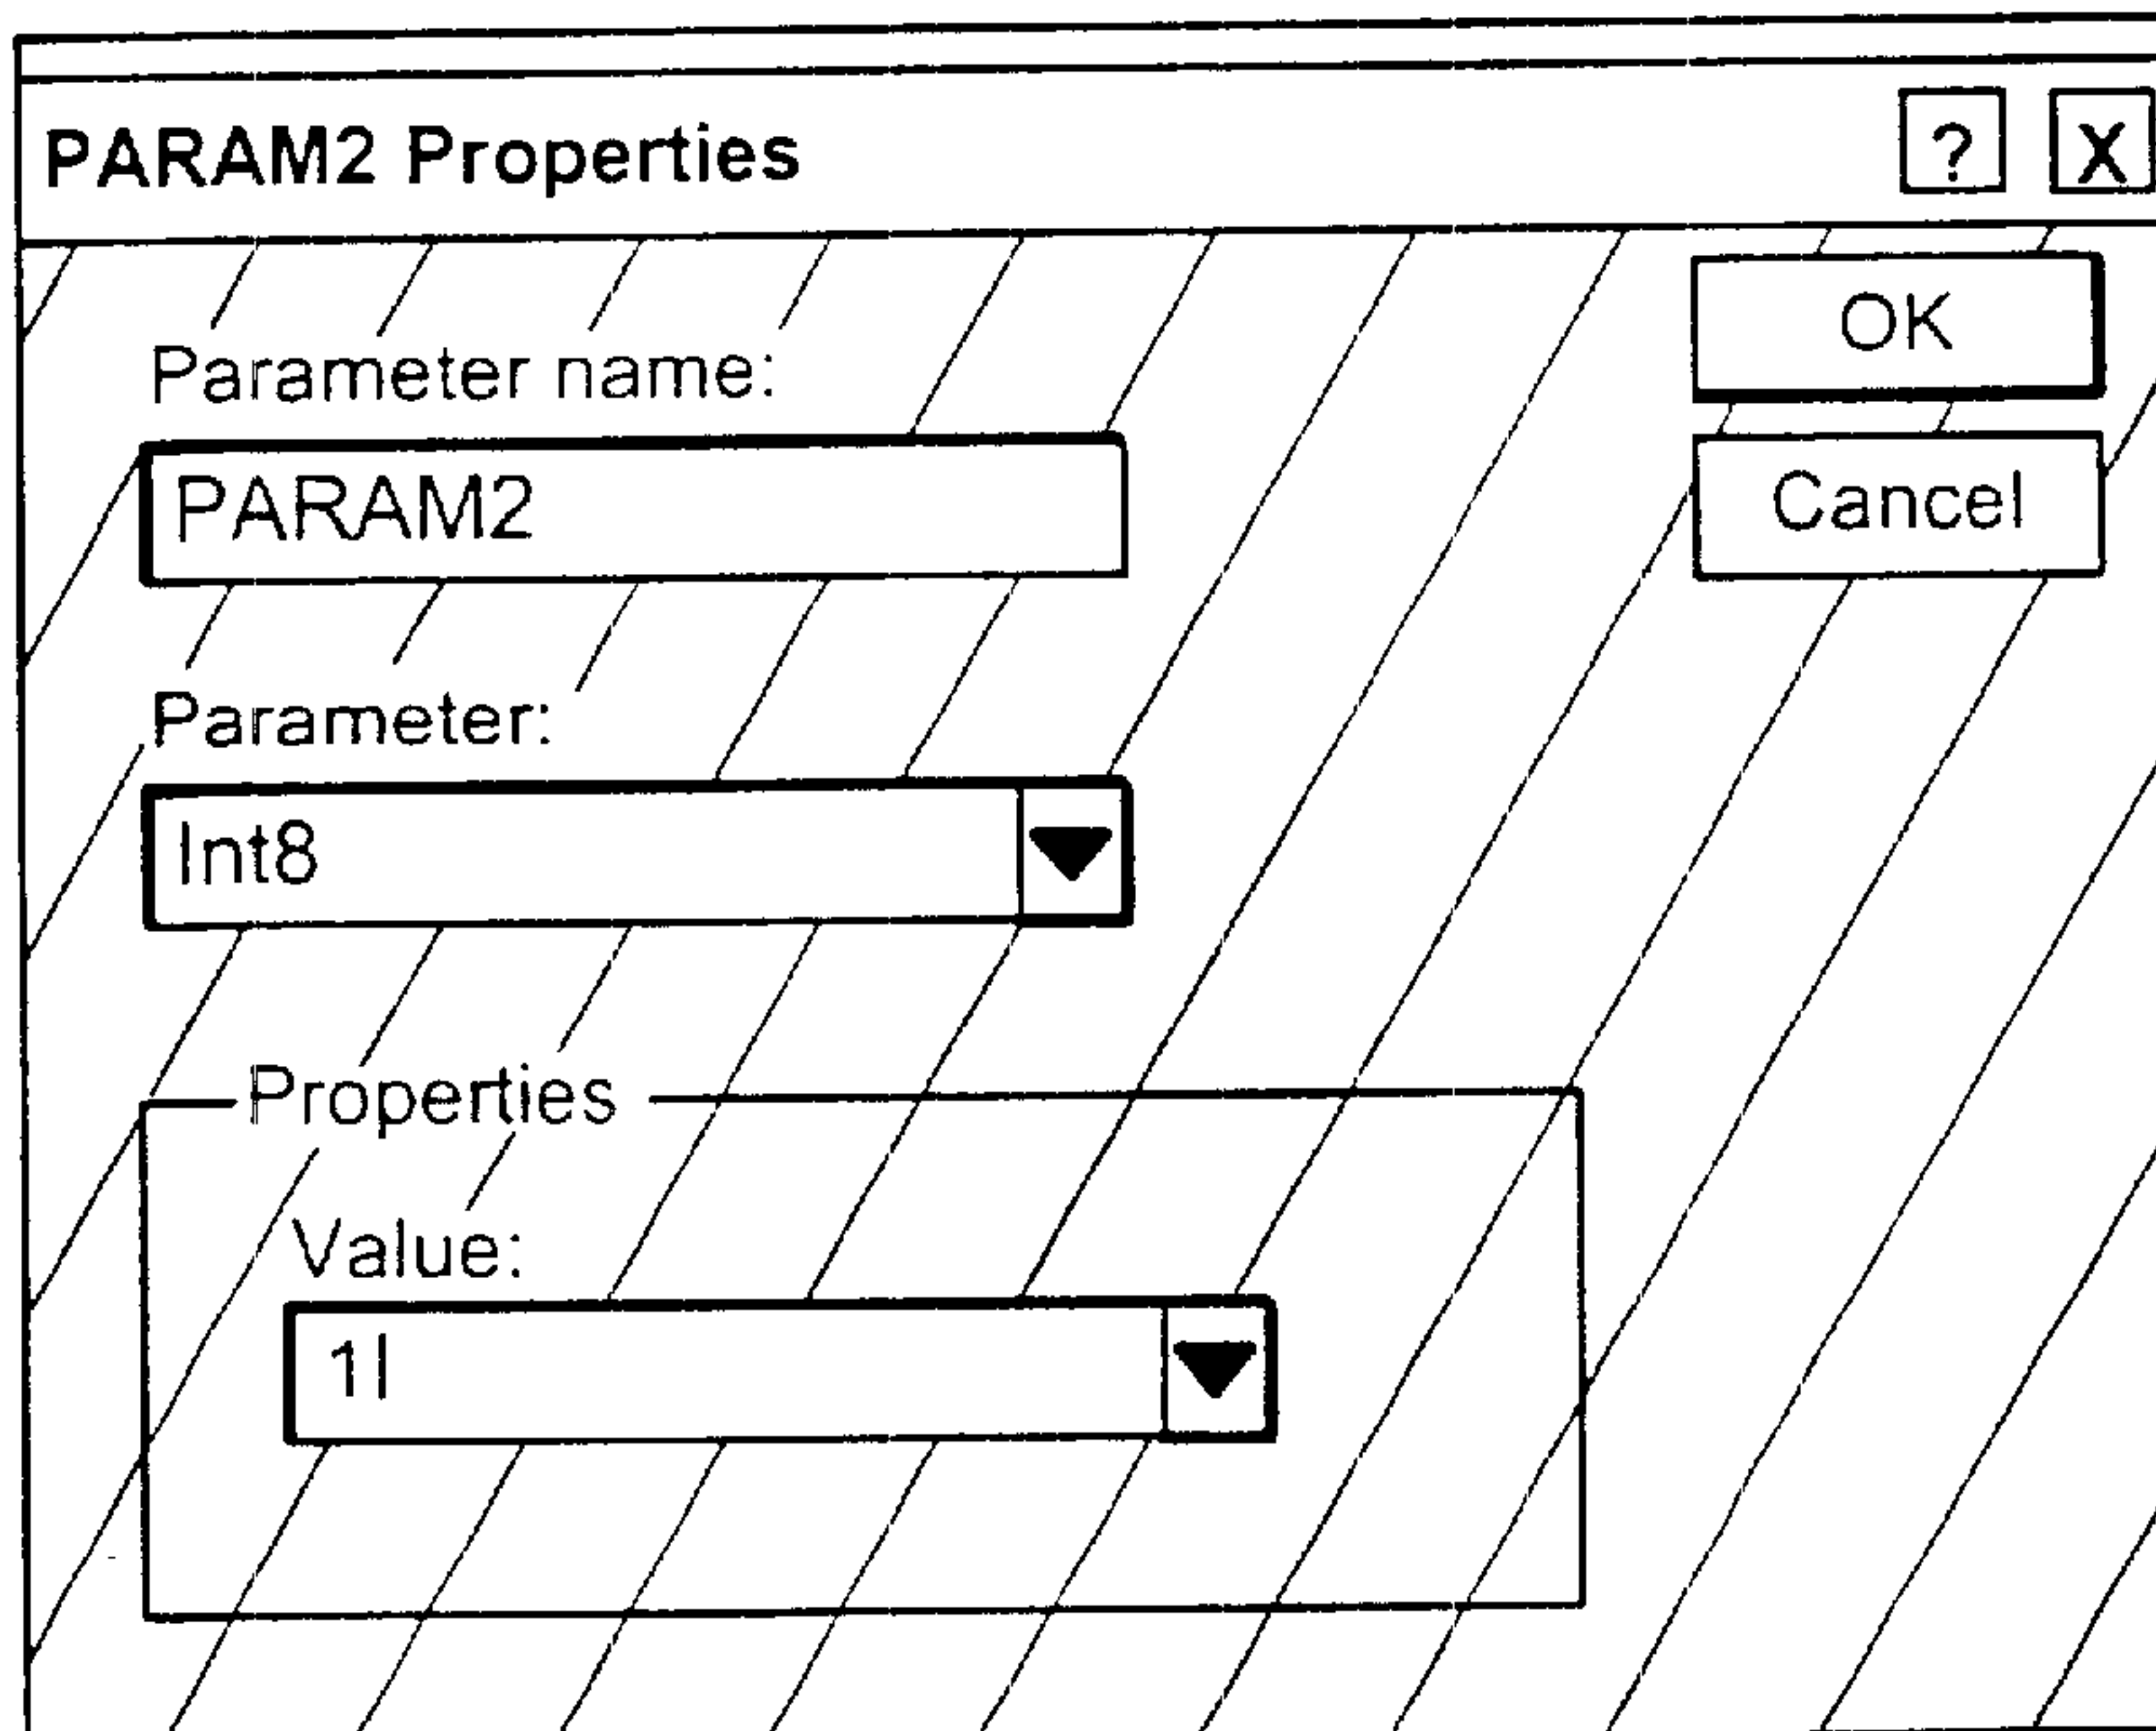 PARAM2 Properties ? X
OK
Parameter name:
PARAM2
Cancel
Parameter:
Int8
Properties
Value:
1